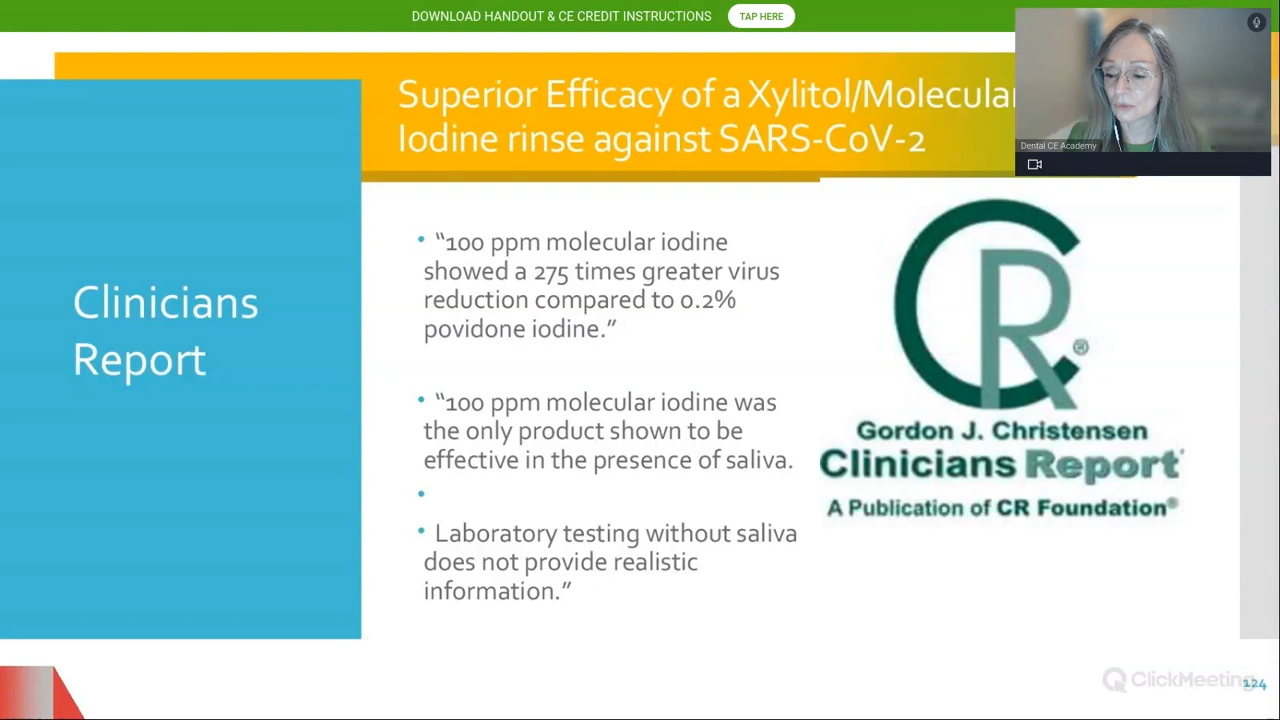 DOWNLOAD HANDOUT & CE CREDIT INSTRUCTIONS TAP HERE
Superior Efficacy of a Xylitol/Molecular
Iodine rinse against SARS-CoV-2
Dental CE Academy
Clinicians
Report
• “100 ppm molecular iodine
showed a 275 times greater virus
reduction compared to 0.2%
povidone iodine.”
• “100 ppm molecular iodine was
the only product shown to be
effective in the presence of saliva.
•
• Laboratory testing without saliva
does not provide realistic
information.”
CR®
Gordon J. Christensen
Clinicians Report
A Publication of CR Foundation®
ClickMeeting
124